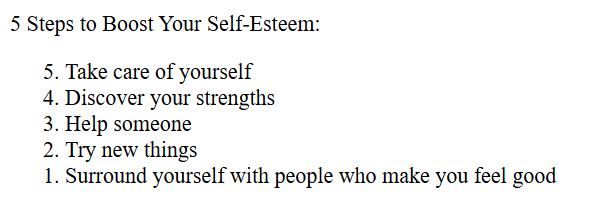 5 Steps to Boost Your Self-Esteem:
5. Take care of yourself
4. Discover your strengths
3. Help someone
2. Try new things
1. Surround yourself with people who make you feel good